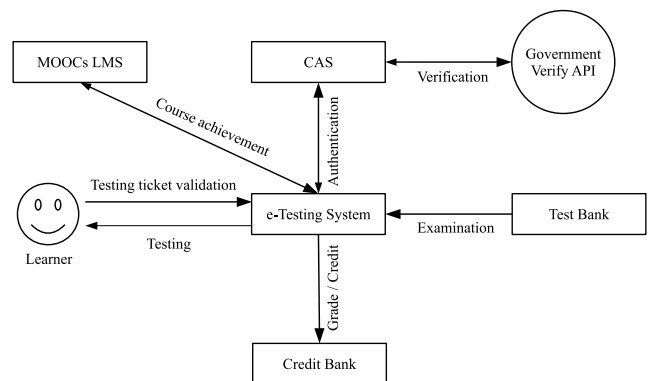 MOOCs LMS
CAS
Government
Verify API
Verification
Course achievement
Authentication
Testing ticket validation
e-Testing System
Test Bank
Examination
Testing
Learner
Grade / Credit
Credit Bank